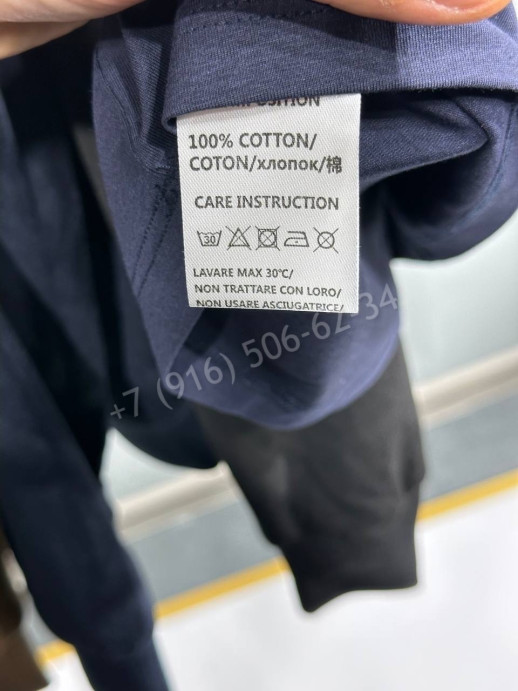 COMPOSITION
100% COTTON/
COTON/хлопок/棉
CARE INSTRUCTION
30
LAVARE MAX 30℃/
NON TRATTARE CON LORO/
NON USARE ASCIUGATRICE/
+7 (916) 506-62-34